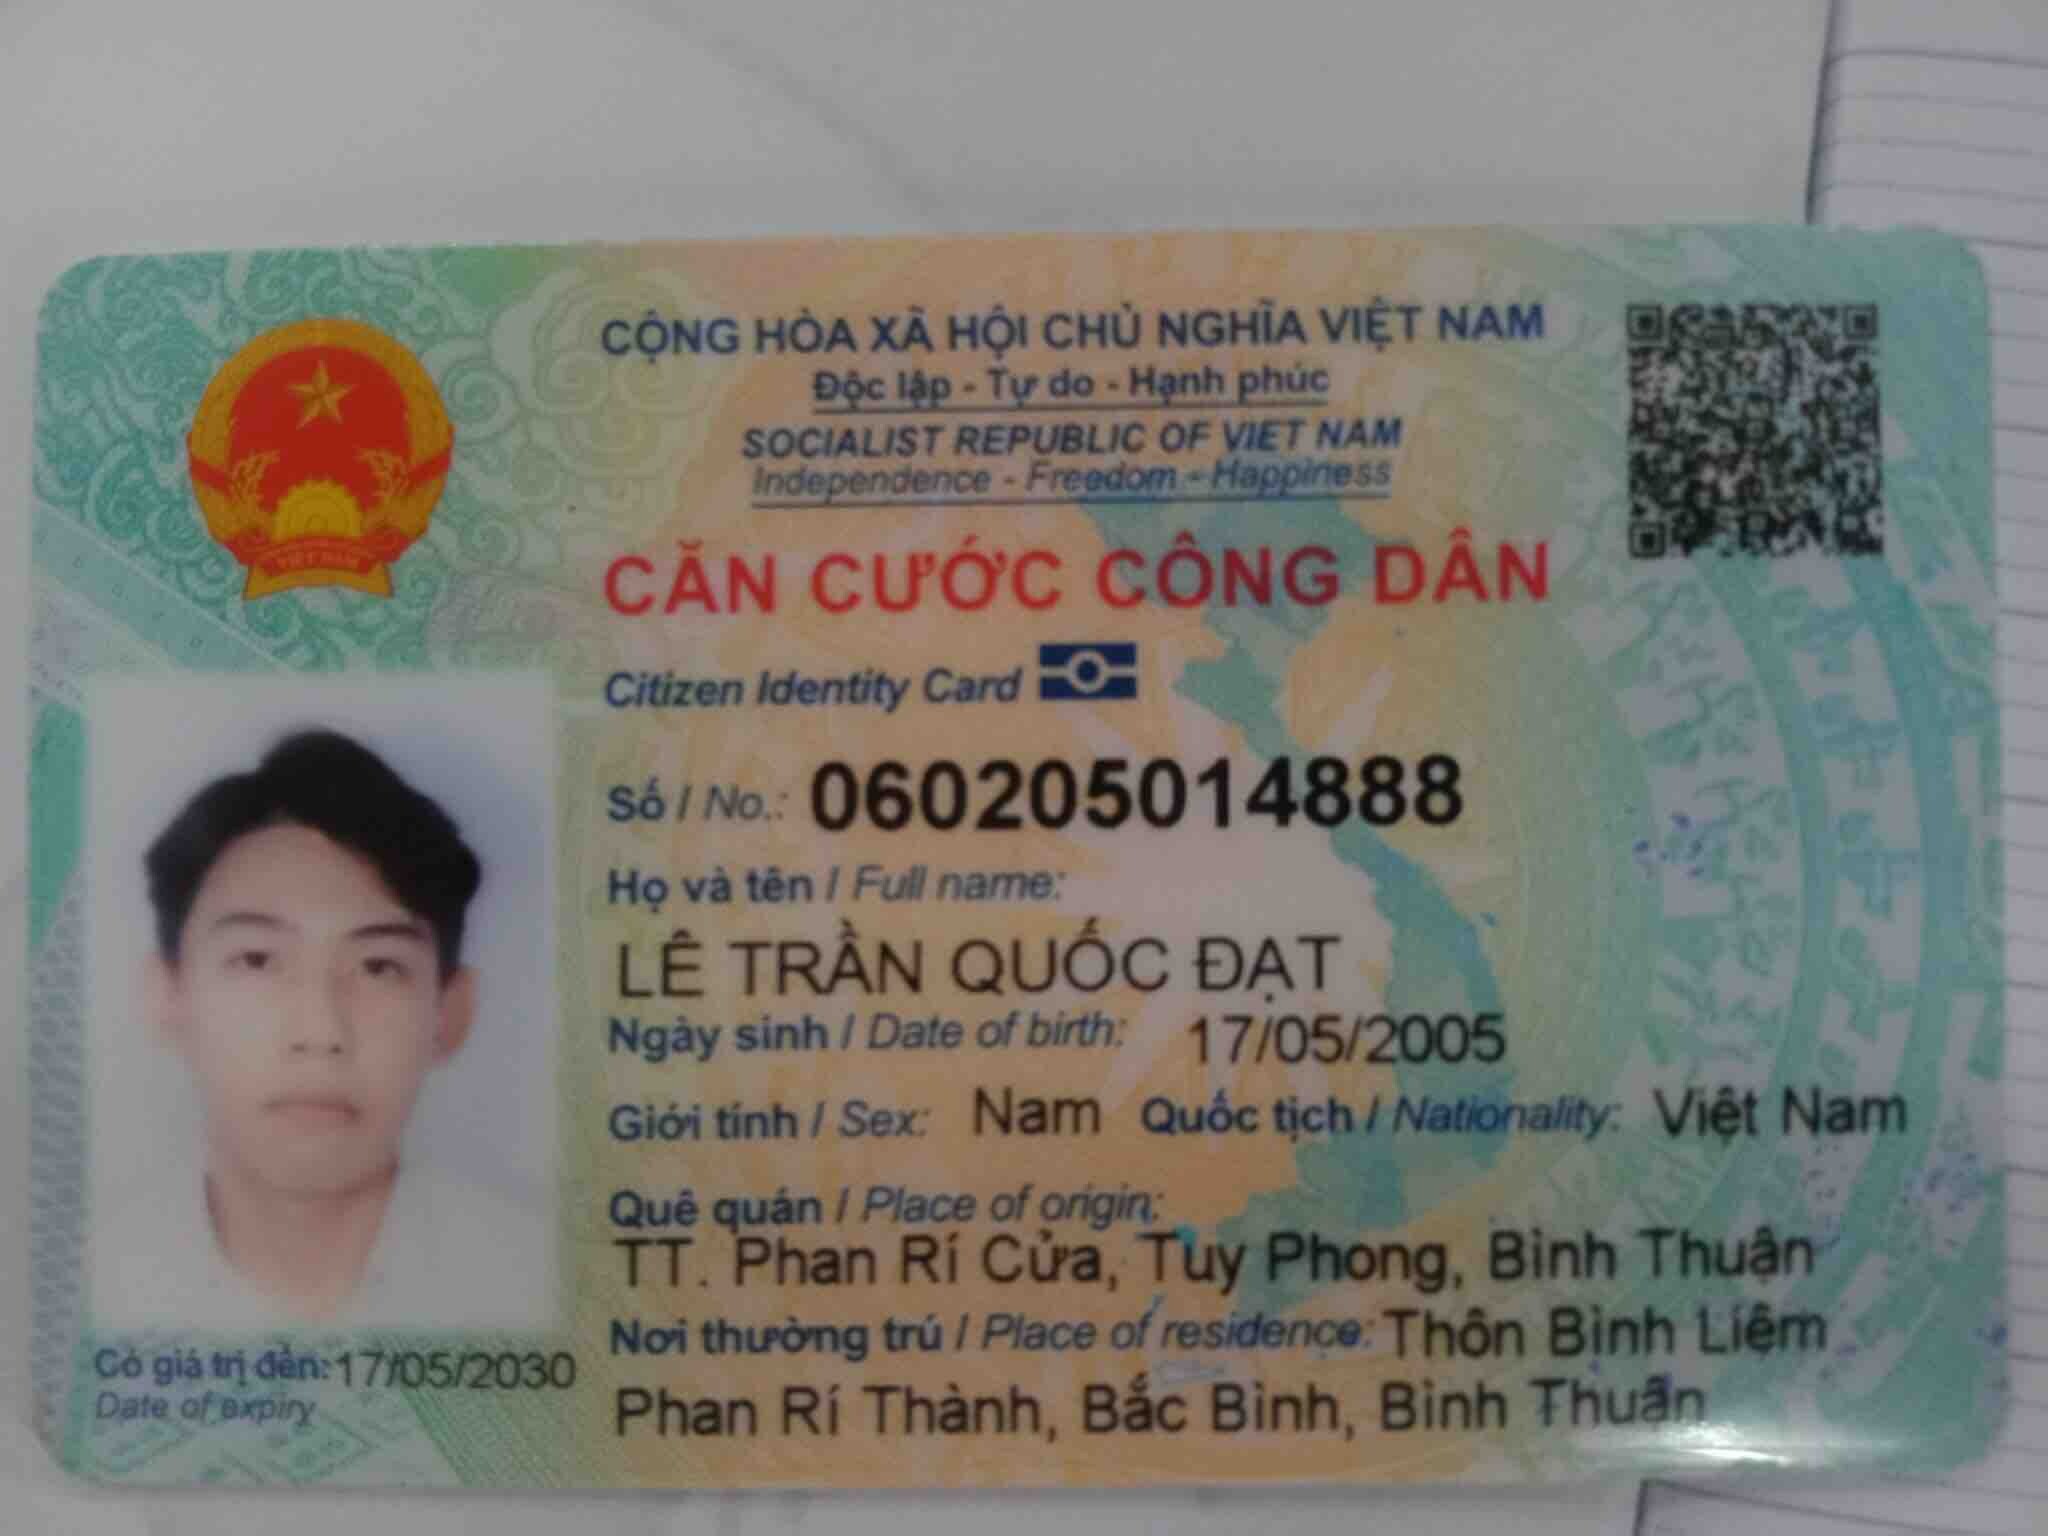 CỘNG HÒA XÃ HỘI CHỦ NGHĨA VIỆT NAM
Độc lập - Tự do - Hạnh phúc
SOCIALIST REPUBLIC OF VIET NAM
Independence - Freedom - Happiness
CĂN CƯỚC CÔNG DÂN
Citizen Identity Card
Số / No.: 060205014888
Họ và tên / Full name:
LÊ TRẦN QUỐC ĐẠT
Ngày sinh / Date of birth: 17/05/2005
Giới tính / Sex: Nam Quốc tịch / Nationality: Việt Nam
Quê quán / Place of origin:
TT. Phan Rí Cửa, Tuy Phong, Bình Thuận
Nơi thường trú / Place of residence: Thôn Bình Liêm
Phan Rí Thành, Bắc Bình, Bình Thuận
Có giá trị đến: 17/05/2030
Date of expiry
VIỆT NAM